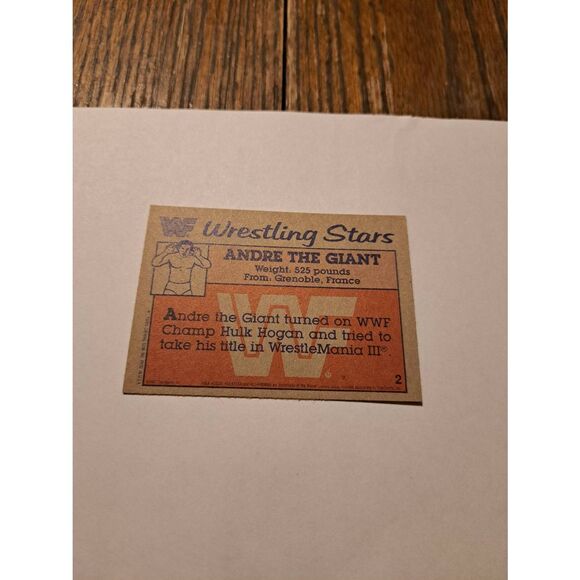 WF Wrestling Stars
ANDRE THE GIANT
Weight: 525 pounds
From: Grenoble, France
WF
Andre the Giant turned on WWF
Champ Hulk Hogan and tried to
take his title in WrestleMania III®.
®
2